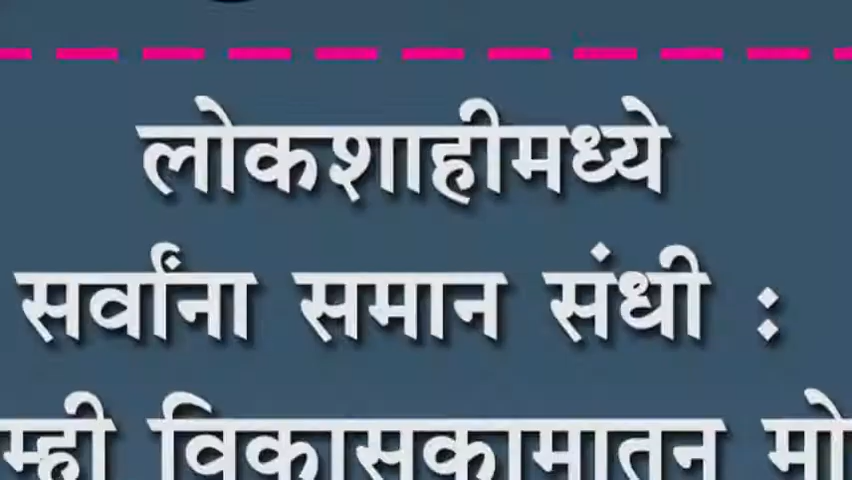 लोकशाहीमध्ये
सर्वांना समान संधी :
विकासकामातून